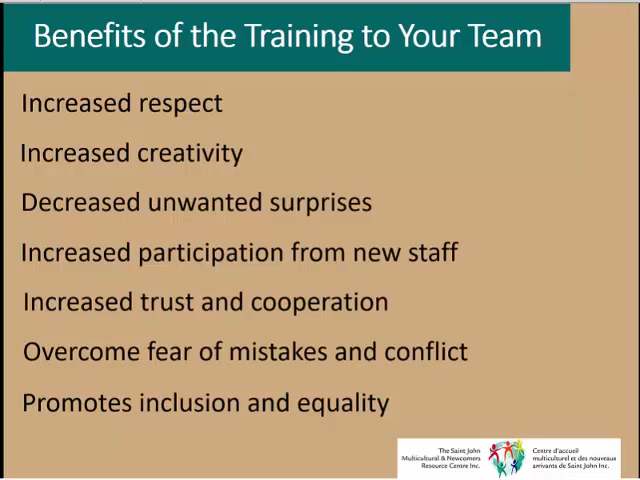 Benefits of the Training to Your Team
Increased respect
Increased creativity
Decreased unwanted surprises
Increased participation from new staff
Increased trust and cooperation
Overcome fear of mistakes and conflict
Promotes inclusion and equality
The Saint John
Multicultural & Newcomers
Resource Centre Inc.
Centre d'accueil
multiculturel et des nouveaux
arrivants de Saint John Inc.